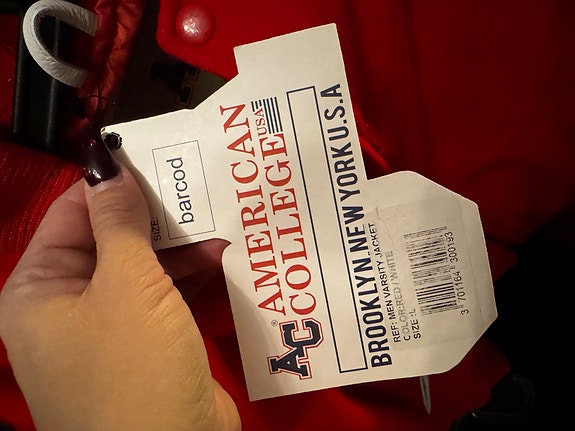 SIZE:
barcod
AMERICAN
COLLEGE USA
AC®
BROOKLYN NEW YORK U.S.A
REF: MEN VARSITY JACKET
COLOR:RED / WHITE
SIZE :L
3 701164 300193